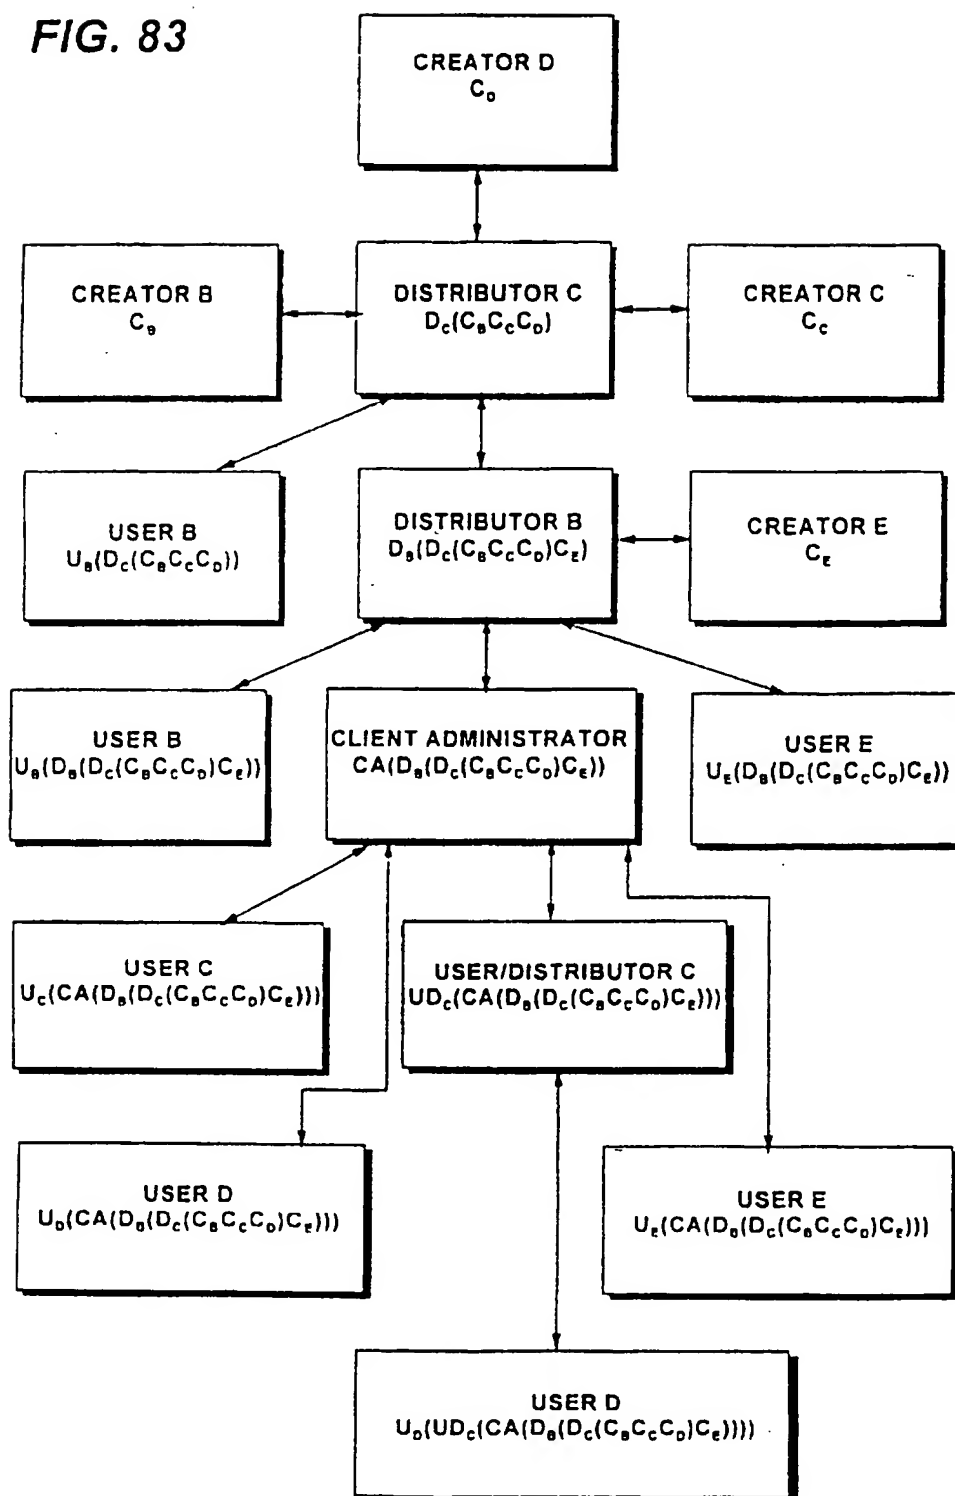 FIG. 83
CREATOR D
C_D
CREATOR B
C_B
DISTRIBUTOR C
D_C(C_BC_CC_D)
CREATOR C
C_C
USER B
U_B(D_C(C_BC_CC_D))
DISTRIBUTOR B
D_B(D_C(C_BC_CC_D)C_E)
CREATOR E
C_E
USER B
U_B(D_B(D_C(C_BC_CC_D)C_E))
CLIENT ADMINISTRATOR
CA(D_B(D_C(C_BC_CC_D)C_E))
USER E
U_E(D_B(D_C(C_BC_CC_D)C_E))
USER C
U_C(CA(D_B(D_C(C_BC_CC_D)C_E)))
USER/DISTRIBUTOR C
UD_C(CA(D_B(D_C(C_BC_CC_D)C_E)))
USER D
U_D(CA(D_B(D_C(C_BC_CC_D)C_E)))
USER E
U_E(CA(D_B(D_C(C_BC_CC_D)C_E)))
USER D
U_D(UD_C(CA(D_B(D_C(C_BC_CC_D)C_E))))